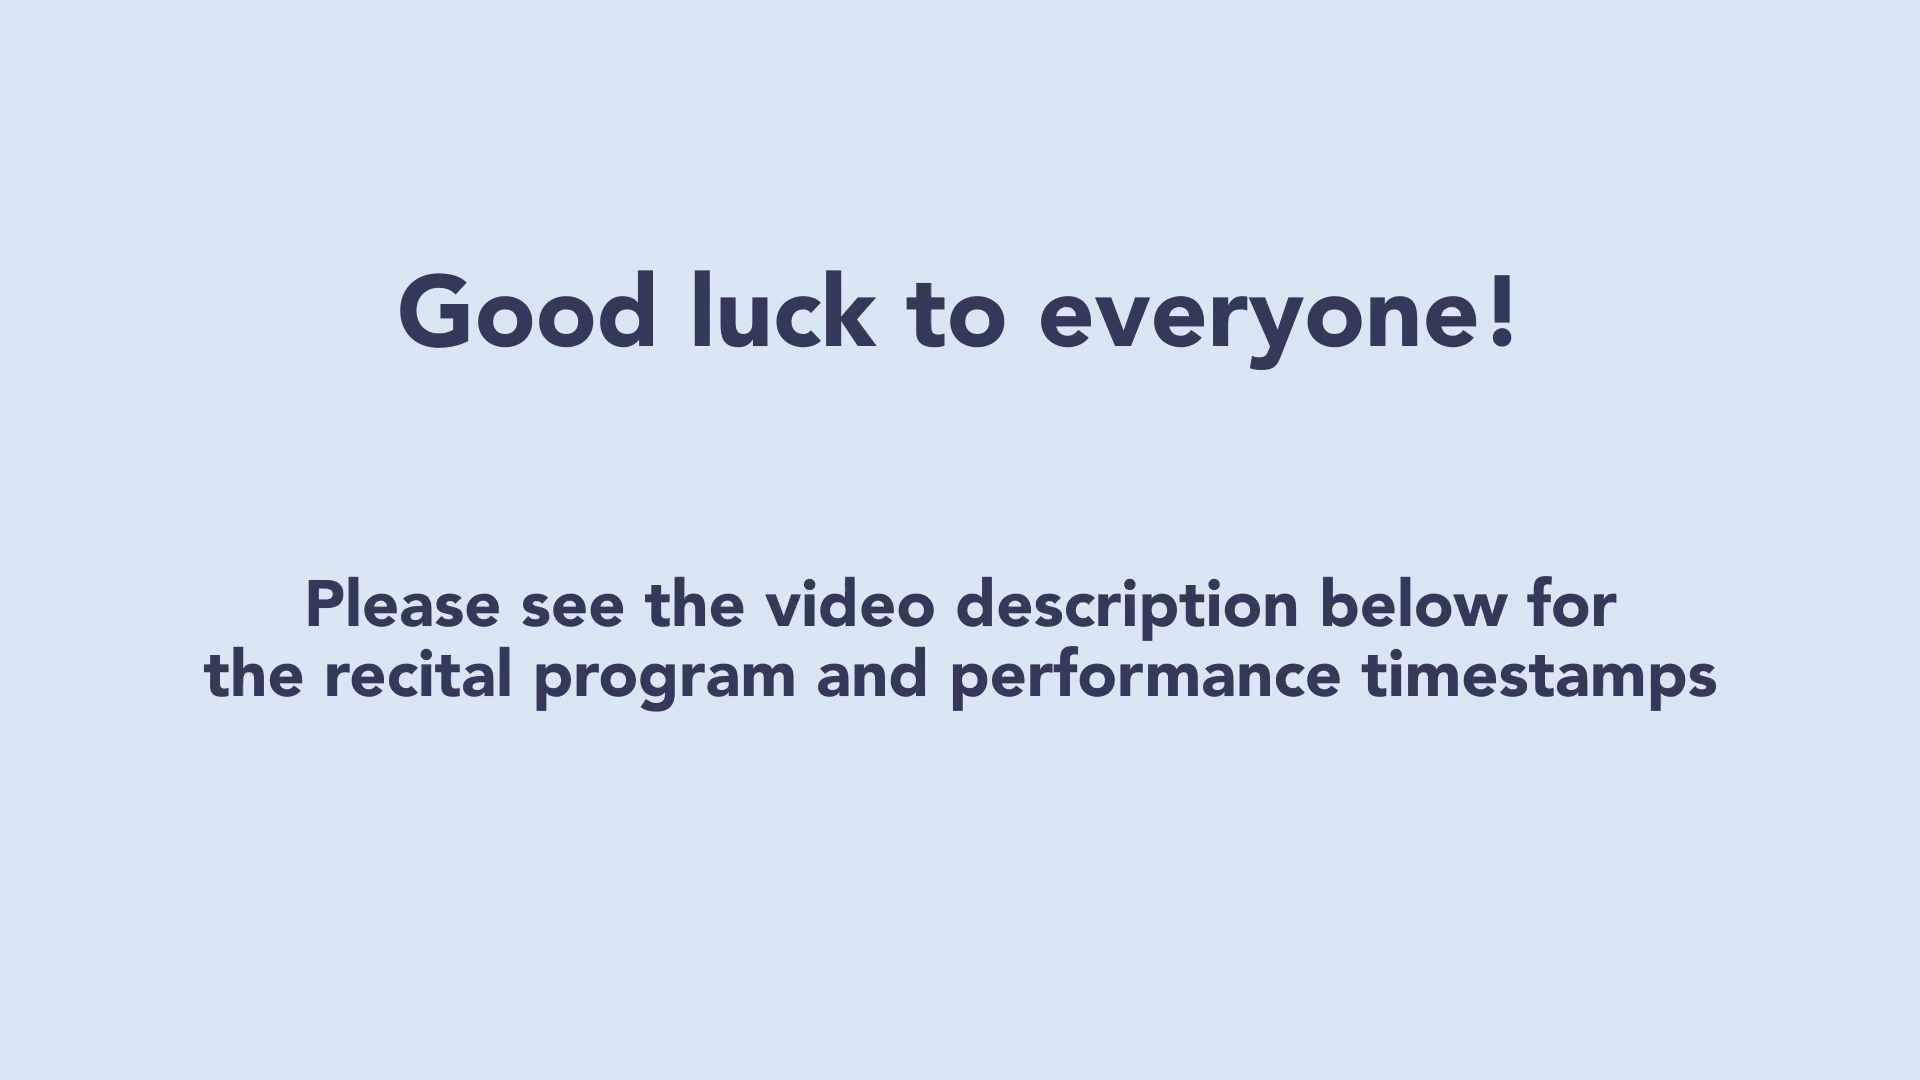 Good luck to everyone!
Please see the video description below for
the recital program and performance timestamps